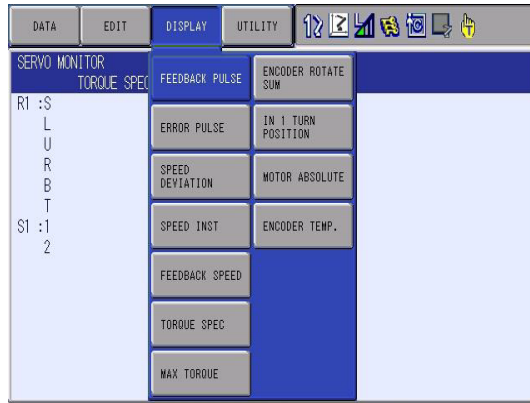 DATA EDIT DISPLAY UTILITY
SERVO MONITOR
TORQUE SPEC
FEEDBACK PULSE
ENCODER ROTATE
SUM
R1 :S
L
U
R
B
T
S1 :1
2
ERROR PULSE
IN 1 TURN
POSITION
SPEED
DEVIATION
MOTOR ABSOLUTE
SPEED INST
ENCODER TEMP.
FEEDBACK SPEED
TORQUE SPEC
MAX TORQUE